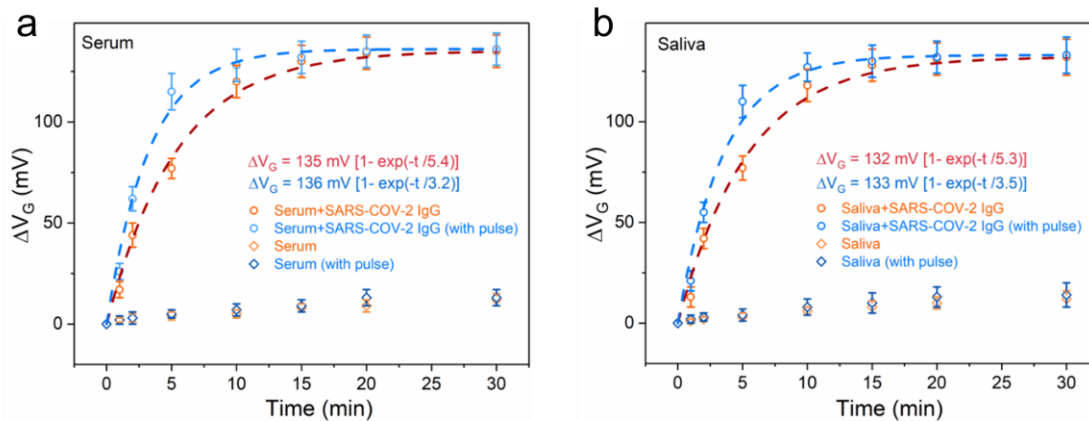 a
Serum
ΔV_G = 135 mV [1- exp(-t /5.4)]
ΔV_G = 136 mV [1- exp(-t /3.2)]
Serum+SARS-COV-2 IgG
Serum+SARS-COV-2 IgG (with pulse)
Serum
Serum (with pulse)
ΔV_G (mV)
100
50
0
0 5 10 15 20 25 30
Time (min)
b
Saliva
ΔV_G = 132 mV [1- exp(-t /5.3)]
ΔV_G = 133 mV [1- exp(-t /3.5)]
Saliva+SARS-COV-2 IgG
Saliva+SARS-COV-2 IgG (with pulse)
Saliva
Saliva (with pulse)
ΔV_G (mV)
100
50
0
0 5 10 15 20 25 30
Time (min)